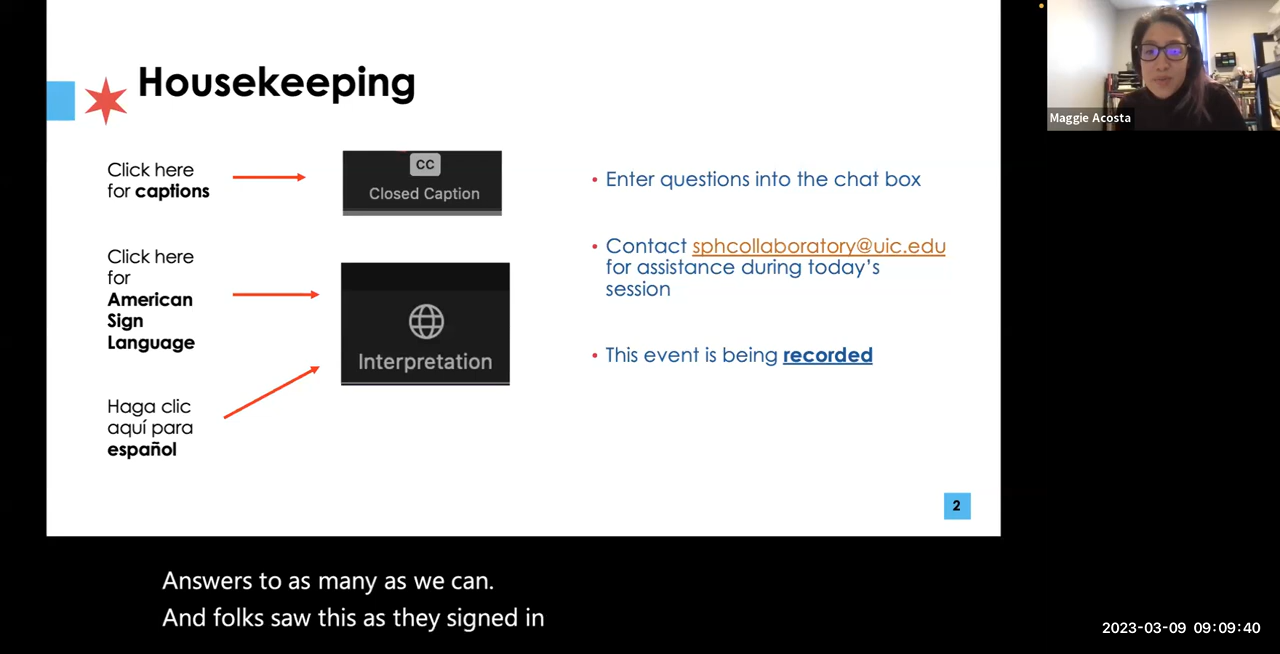 Housekeeping
Click here
for captions
CC
Closed Caption
Click here
for
American
Sign
Language
Interpretation
Haga clic
aquí para
español
• Enter questions into the chat box
• Contact sphcollaboratory@uic.edu
for assistance during today’s
session
• This event is being recorded
2
Maggie Acosta
Answers to as many as we can.
And folks saw this as they signed in
2023-03-09 09:09:40